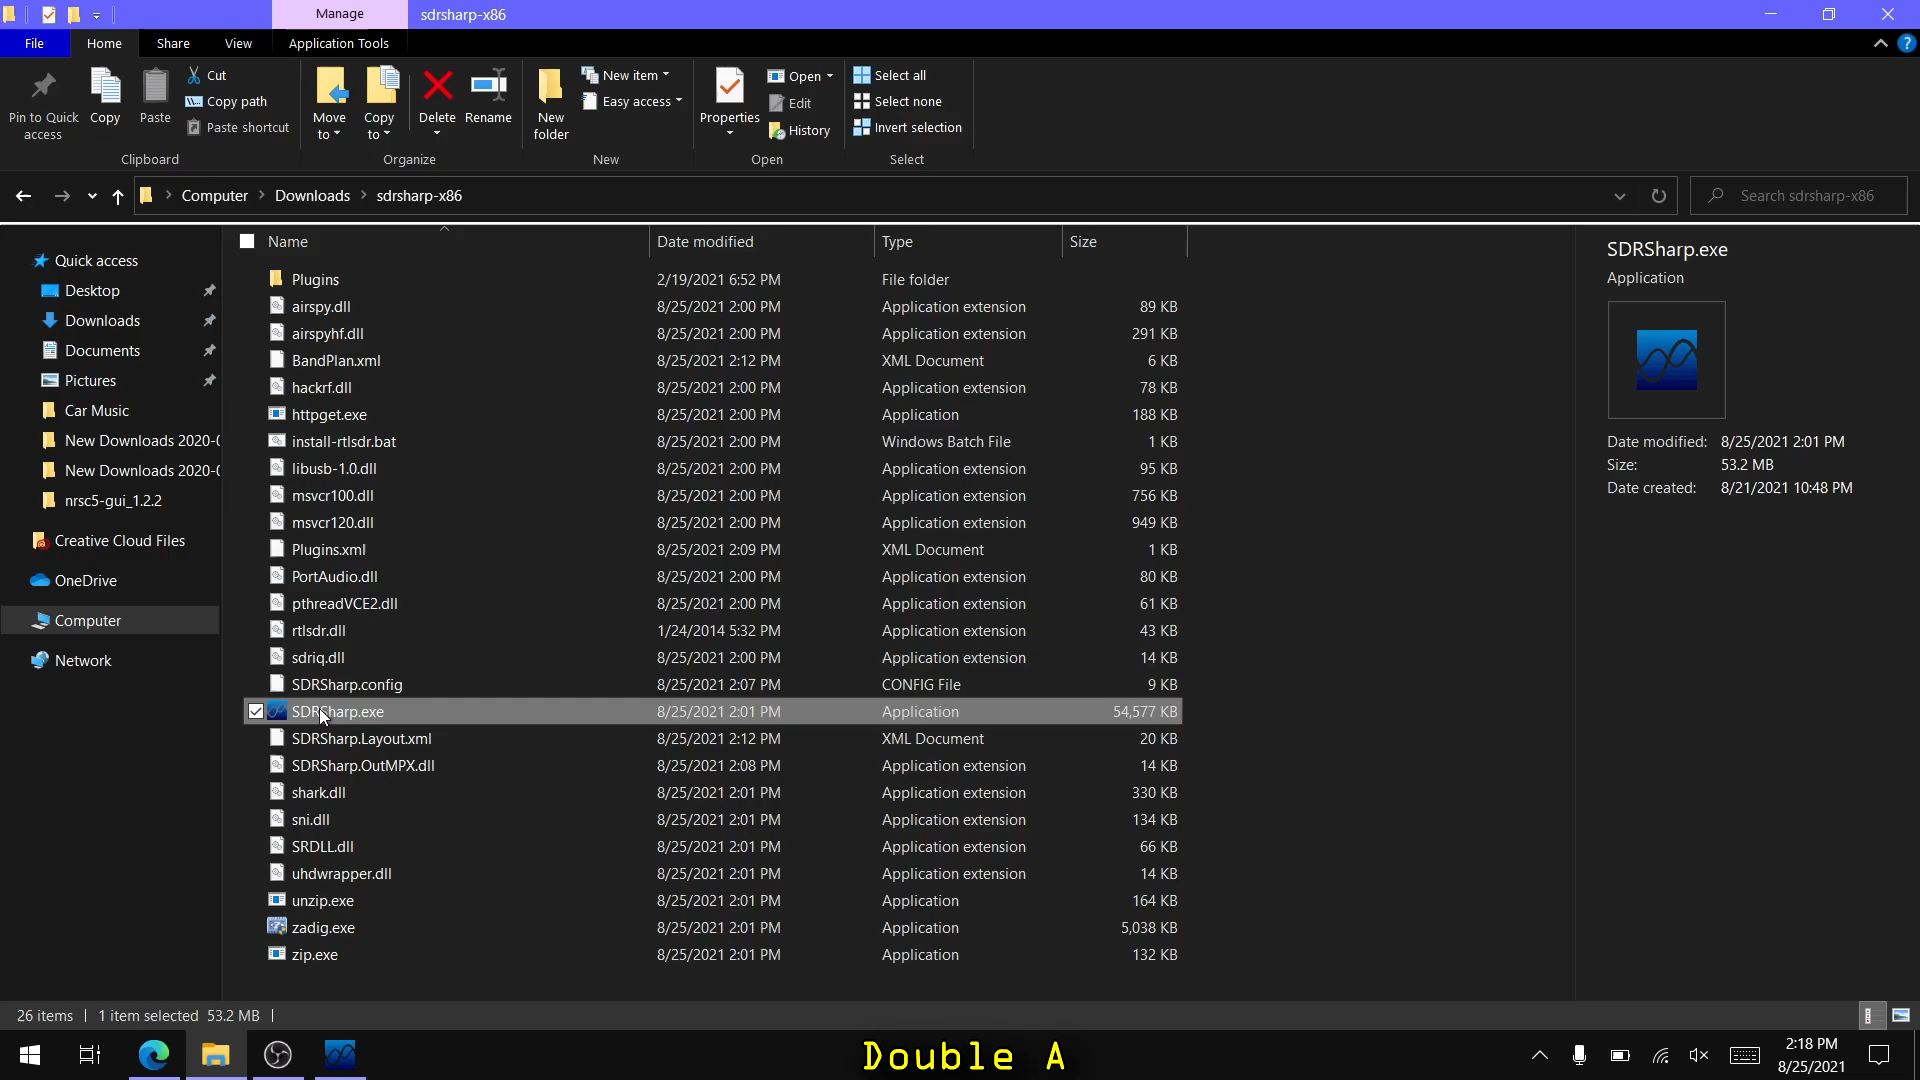 Manage
sdrsharp-x86
File
Home
Share
View
Application Tools
Pin to Quick access
Copy
Paste
Cut
Copy path
Paste shortcut
Clipboard
Move to
Copy to
Delete
Rename
Organize
New folder
New item
Easy access
New
Properties
Open
Edit
History
Open
Select all
Select none
Invert selection
Select
Computer > Downloads > sdrsharp-x86
Search sdrsharp-x86
Quick access
Desktop
Downloads
Documents
Pictures
Car Music
New Downloads 2020-0
New Downloads 2020-0
nrsc5-gui_1.2.2
Creative Cloud Files
OneDrive
Computer
Network
Name Date modified Type Size
Plugins 2/19/2021 6:52 PM File folder
airspy.dll 8/25/2021 2:00 PM Application extension 89 KB
airspyhf.dll 8/25/2021 2:00 PM Application extension 291 KB
BandPlan.xml 8/25/2021 2:12 PM XML Document 6 KB
hackrf.dll 8/25/2021 2:00 PM Application extension 78 KB
httpget.exe 8/25/2021 2:00 PM Application 188 KB
install-rtlsdr.bat 8/25/2021 2:00 PM Windows Batch File 1 KB
libusb-1.0.dll 8/25/2021 2:00 PM Application extension 95 KB
msvcr100.dll 8/25/2021 2:00 PM Application extension 756 KB
msvcr120.dll 8/25/2021 2:00 PM Application extension 949 KB
Plugins.xml 8/25/2021 2:09 PM XML Document 1 KB
PortAudio.dll 8/25/2021 2:00 PM Application extension 80 KB
pthreadVCE2.dll 8/25/2021 2:00 PM Application extension 61 KB
rtlsdr.dll 1/24/2014 5:32 PM Application extension 43 KB
sdriq.dll 8/25/2021 2:00 PM Application extension 14 KB
SDRSharp.config 8/25/2021 2:07 PM CONFIG File 9 KB
SDRSharp.exe 8/25/2021 2:01 PM Application 54,577 KB
SDRSharp.Layout.xml 8/25/2021 2:12 PM XML Document 20 KB
SDRSharp.OutMPX.dll 8/25/2021 2:08 PM Application extension 14 KB
shark.dll 8/25/2021 2:01 PM Application extension 330 KB
sni.dll 8/25/2021 2:01 PM Application extension 134 KB
SRDLL.dll 8/25/2021 2:01 PM Application extension 66 KB
uhdwrapper.dll 8/25/2021 2:01 PM Application extension 14 KB
unzip.exe 8/25/2021 2:01 PM Application 164 KB
zadig.exe 8/25/2021 2:01 PM Application 5,038 KB
zip.exe 8/25/2021 2:01 PM Application 132 KB
SDRSharp.exe
Application
Date modified: 8/25/2021 2:01 PM
Size: 53.2 MB
Date created: 8/21/2021 10:48 PM
26 items | 1 item selected 53.2 MB |
Double A
2:18 PM
8/25/2021